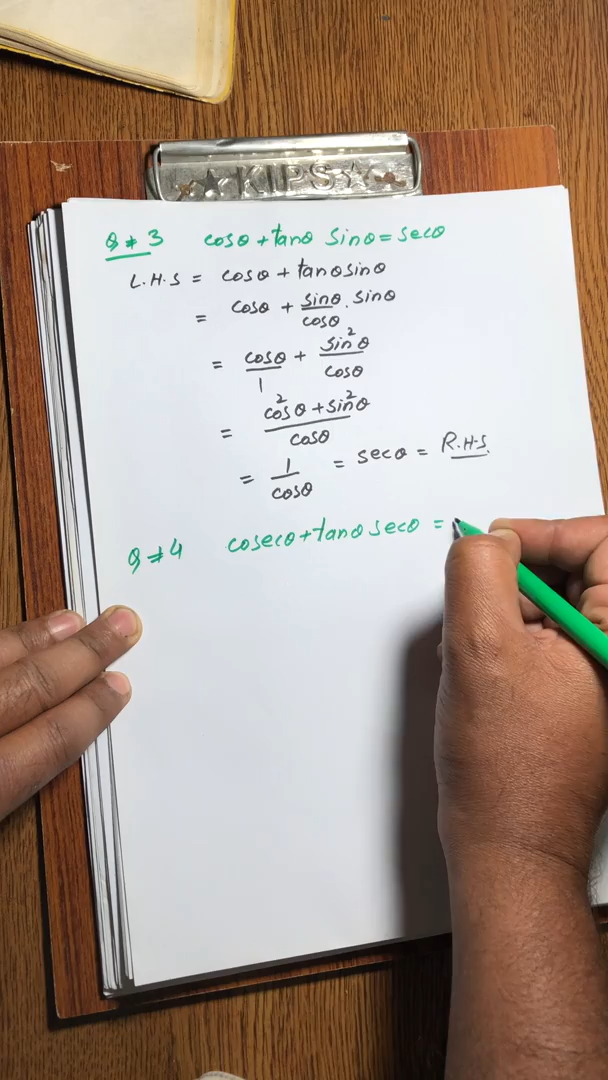 KIPS
Q # 3 cosθ + tanθ sinθ = secθ
L.H.S = cosθ + tanθ sinθ
= cosθ + sinθ/cosθ . sinθ
= cosθ/1 + sin²θ/cosθ
= cos²θ + sin²θ/cosθ
= 1/cosθ = secθ = R.H.S.
Q # 4 cosecθ + tanθ secθ =